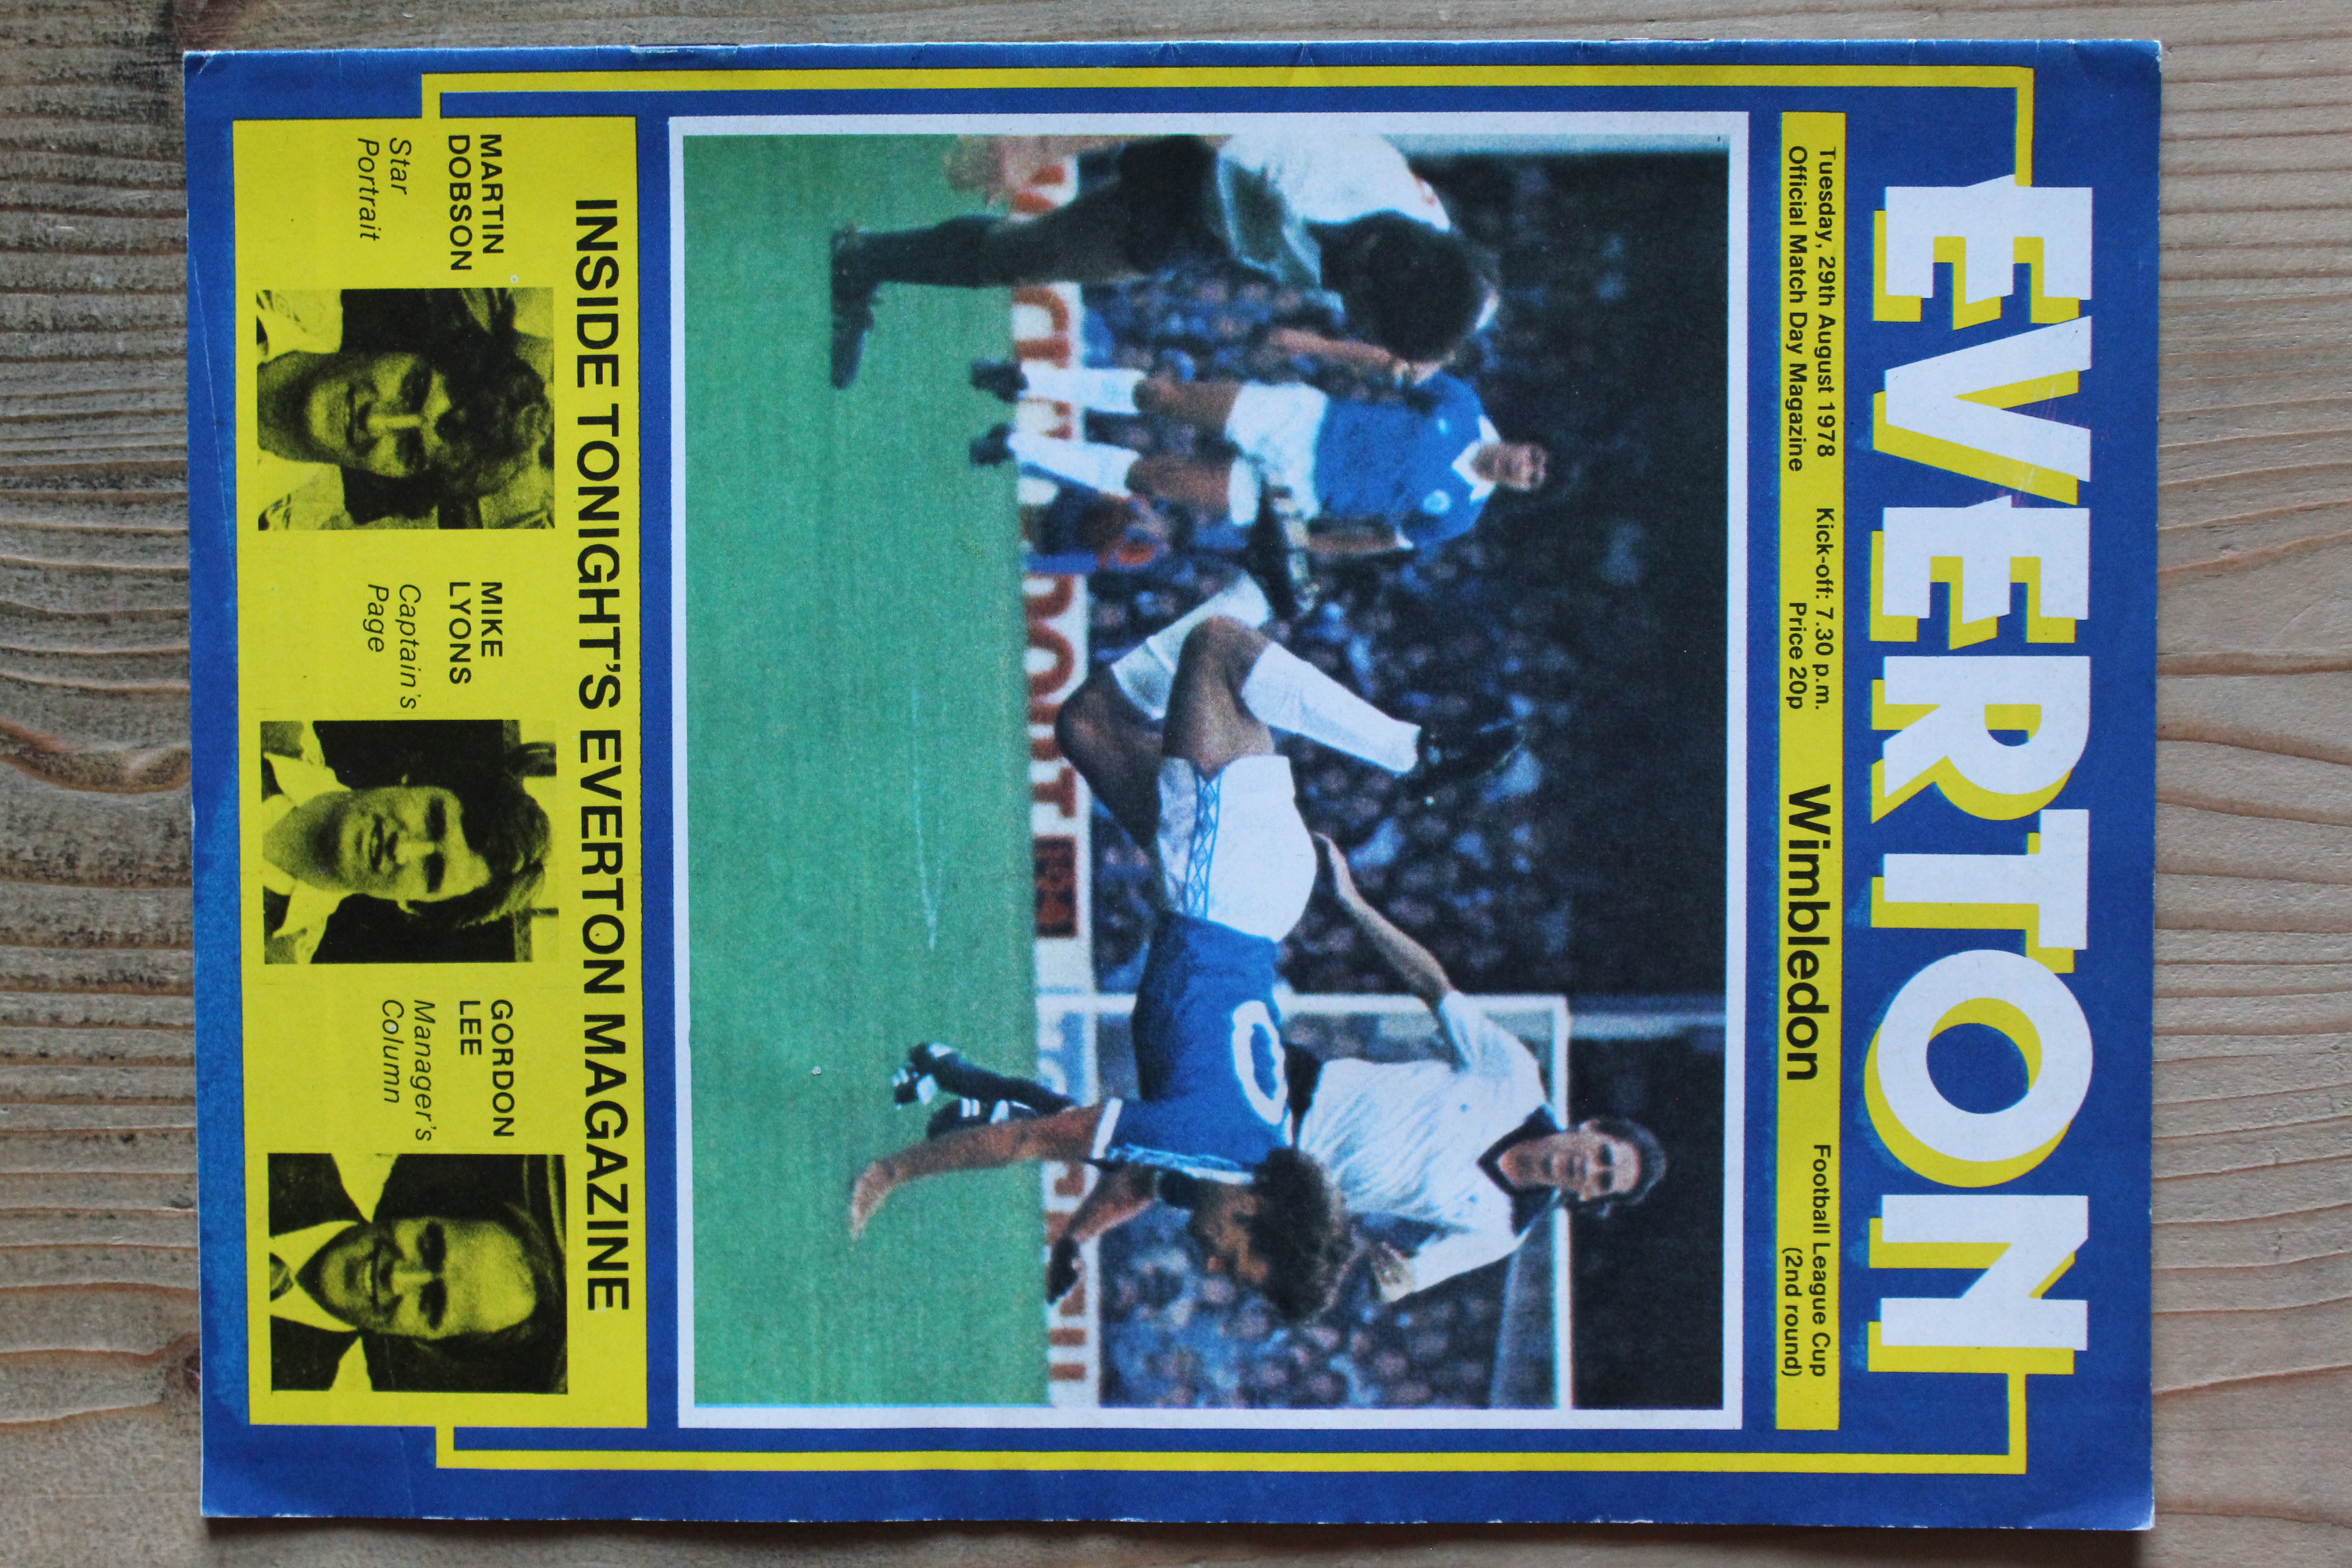 EVERTON
Tuesday, 29th August 1978
Official Match Day Magazine
Kick-off: 7.30 p.m.
Price 20p
Wimbledon
Football League Cup
(2nd round)
INSIDE TONIGHT'S EVERTON MAGAZINE
MARTIN
DOBSON
Star
Portrait
MIKE
LYONS
Captain's
Page
GORDON
LEE
Manager's
Column